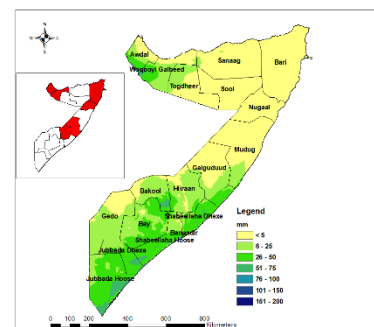 N
Awdal
Woqooyi Galbeed
Sanaag
Bari
Togdheer
Sool
Nugaal
Mudug
Galguduud
Bakool
Hiiraan
Gedo
Shabeellaha Dhexe
Bay
Banaadir
Shabeellaha Hoose
Jubbada Dhexe
Jubbada Hoose
Legend
mm
< 5
6 - 25
26 - 50
51 - 75
76 - 100
101 - 150
151 - 200
0 100 200 400 600 800
Kilometers